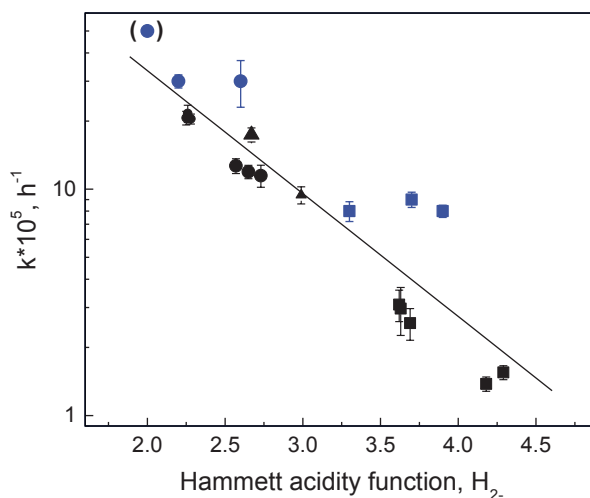 ( )
10
1
k*10⁵, h⁻¹
2.0 2.5 3.0 3.5 4.0 4.5
Hammett acidity function, H₂₋